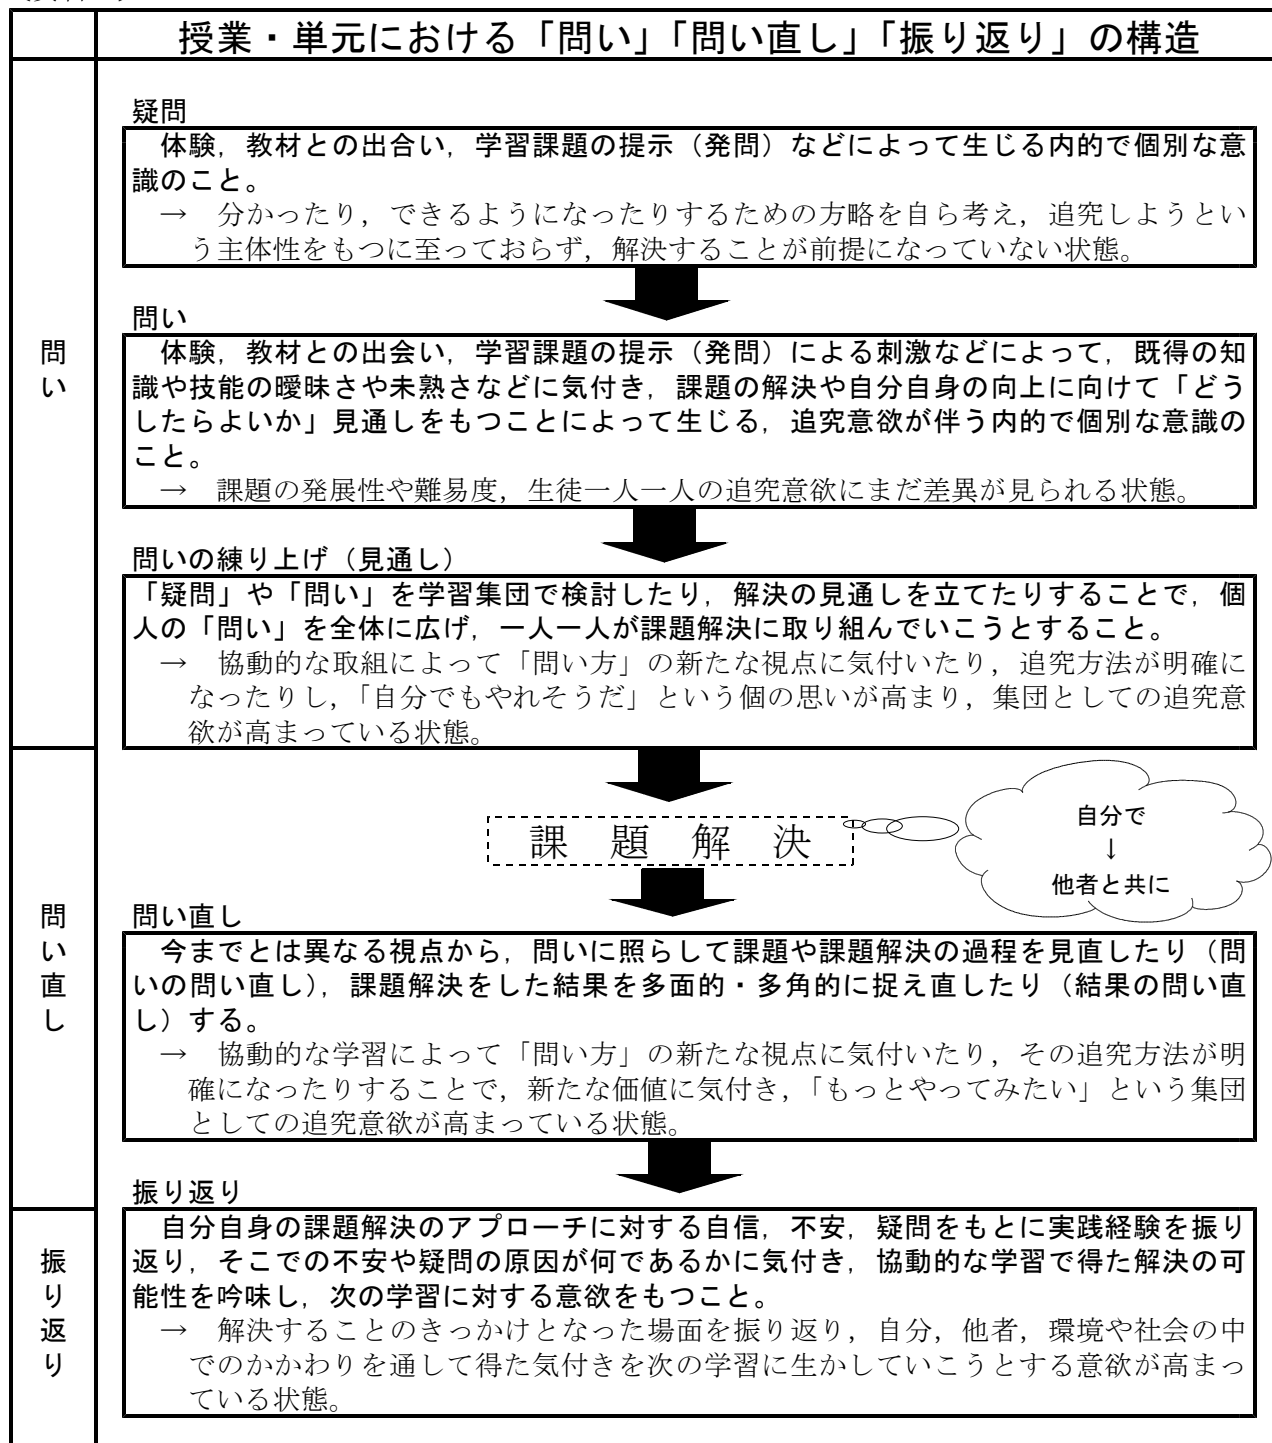 授業・単元における「問い」「問い直し」「振り返り」の構造
問い
疑問
体験，教材との出合い，学習課題の提示（発問）などによって生じる内的で個別な意
識のこと。
→　分かったり，できるようになったりするための方略を自ら考え，追究しようとい
う主体性をもつに至っておらず，解決することが前提になっていない状態。
問い
体験，教材との出会い，学習課題の提示（発問）による刺激などによって，既得の知
識や技能の曖昧さや未熟さなどに気付き，課題の解決や自分自身の向上に向けて「どう
したらよいか」見通しをもつことによって生じる，追究意欲が伴う内的で個別な意識の
こと。
→　課題の発展性や難易度，生徒一人一人の追究意欲にまだ差異が見られる状態。
問いの練り上げ（見通し）
「疑問」や「問い」を学習集団で検討したり，解決の見通しを立てたりすることで，個
人の「問い」を全体に広げ，一人一人が課題解決に取り組んでいこうとすること。
→　協動的な取組によって「問い方」の新たな視点に気付いたり，追究方法が明確に
なったりし，「自分でもやれそうだ」という個の思いが高まり，集団としての追究意
欲が高まっている状態。
問い直し
課題解決
自分で
↓
他者と共に
問い直し
今までとは異なる視点から，問いに照らして課題や課題解決の過程を見直したり（問
いの問い直し），課題解決をした結果を多面的・多角的に捉え直したり（結果の問い直
し）する。
→　協動的な学習によって「問い方」の新たな視点に気付いたり，その追究方法が明
確になったりすることで，新たな価値に気付き，「もっとやってみたい」という集団
としての追究意欲が高まっている状態。
振り返り
振り返り
自分自身の課題解決のアプローチに対する自信，不安，疑問をもとに実践経験を振り
返り，そこでの不安や疑問の原因が何であるかに気付き，協動的な学習で得た解決の可
能性を吟味し，次の学習に対する意欲をもつこと。
→　解決することのきっかけとなった場面を振り返り，自分，他者，環境や社会の中
でのかかわりを通して得た気付きを次の学習に生かしていこうとする意欲が高まっ
ている状態。